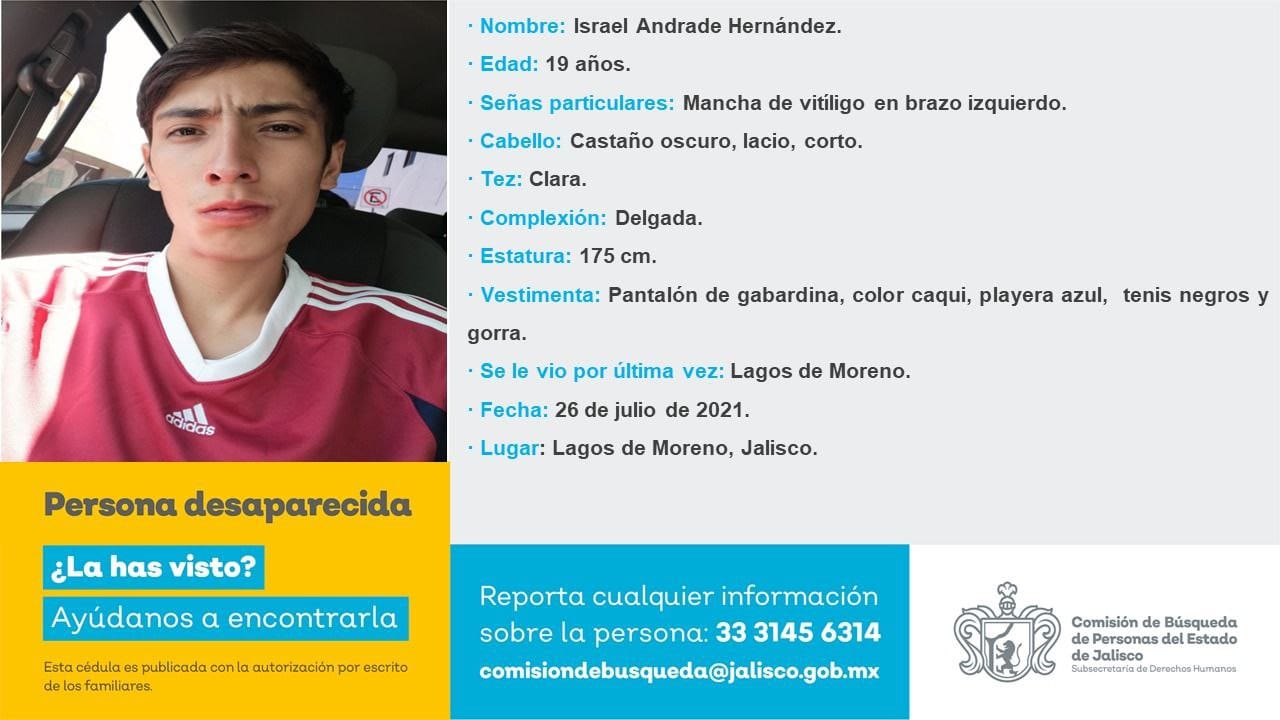 · Nombre: Israel Andrade Hernández.
· Edad: 19 años.
· Señas particulares: Mancha de vitíligo en brazo izquierdo.
· Cabello: Castaño oscuro, lacio, corto.
· Tez: Clara.
· Complexión: Delgada.
· Estatura: 175 cm.
· Vestimenta: Pantalón de gabardina, color caqui, playera azul, tenis negros y
gorra.
· Se le vio por última vez: Lagos de Moreno.
· Fecha: 26 de julio de 2021.
· Lugar: Lagos de Moreno, Jalisco.
E
adidas
Persona desaparecida
¿La has visto?
Ayúdanos a encontrarla
Esta cédula es publicada con la autorización por escrito
de los familiares.
Reporta cualquier información
sobre la persona: 33 3145 6314
comisiondebusqueda@jalisco.gob.mx
Comisión de Búsqueda
de Personas del Estado
de Jalisco
Subsecretaría de Derechos Humanos